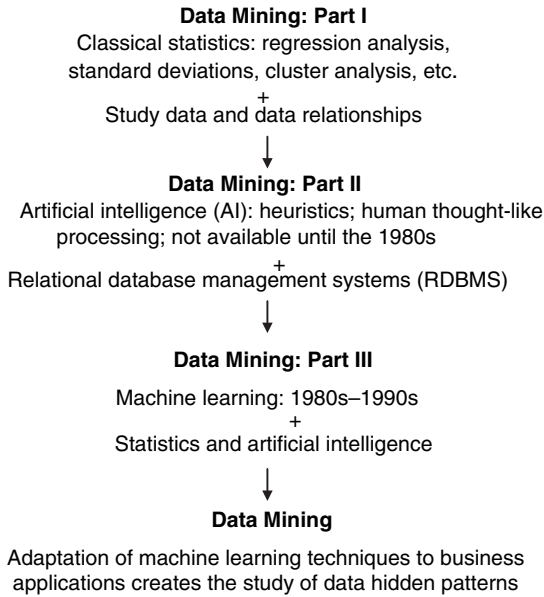 Data Mining: Part I
Classical statistics: regression analysis,
standard deviations, cluster analysis, etc.
+
Study data and data relationships
Data Mining: Part II
Artificial intelligence (AI): heuristics; human thought-like
processing; not available until the 1980s
+
Relational database management systems (RDBMS)
Data Mining: Part III
Machine learning: 1980s–1990s
+
Statistics and artificial intelligence
Data Mining
Adaptation of machine learning techniques to business
applications creates the study of data hidden patterns